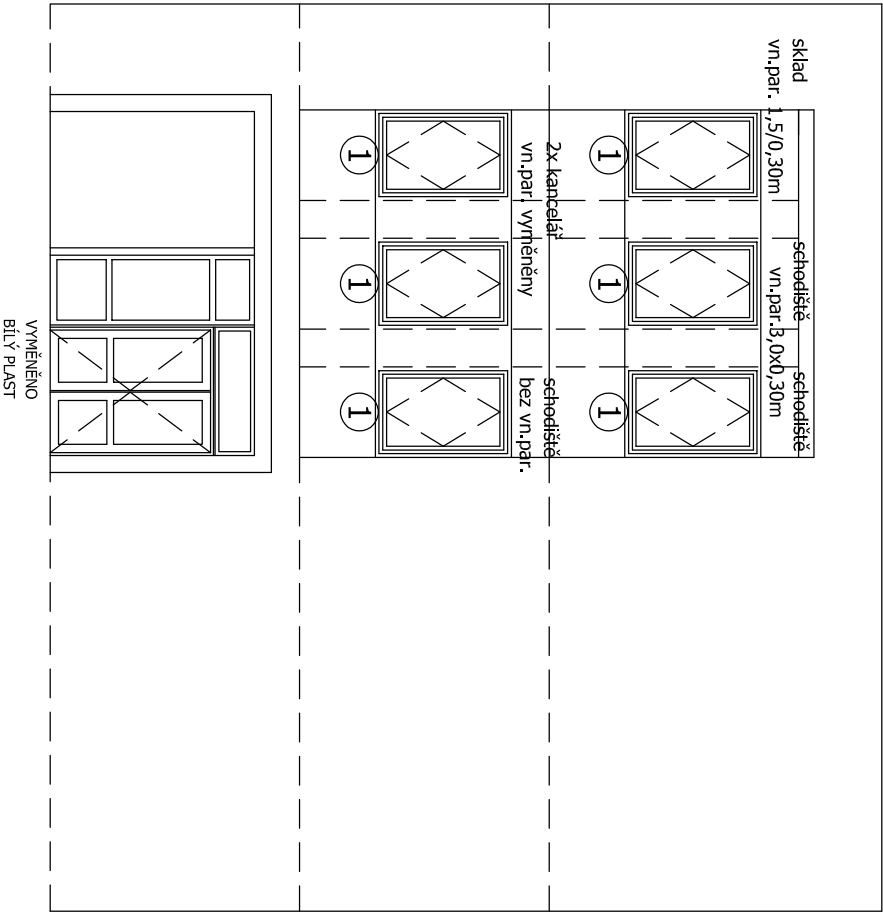 sklad
vn.par. 1,5/0,30m
schodiště
vn.par.3,0x0,30m
schodiště
1
1
1
2x kancelář
vn.par. vyměněny
schodiště
bez vn.par.
1
1
1
VYMĚNĚNO
BÍLÝ PLAST